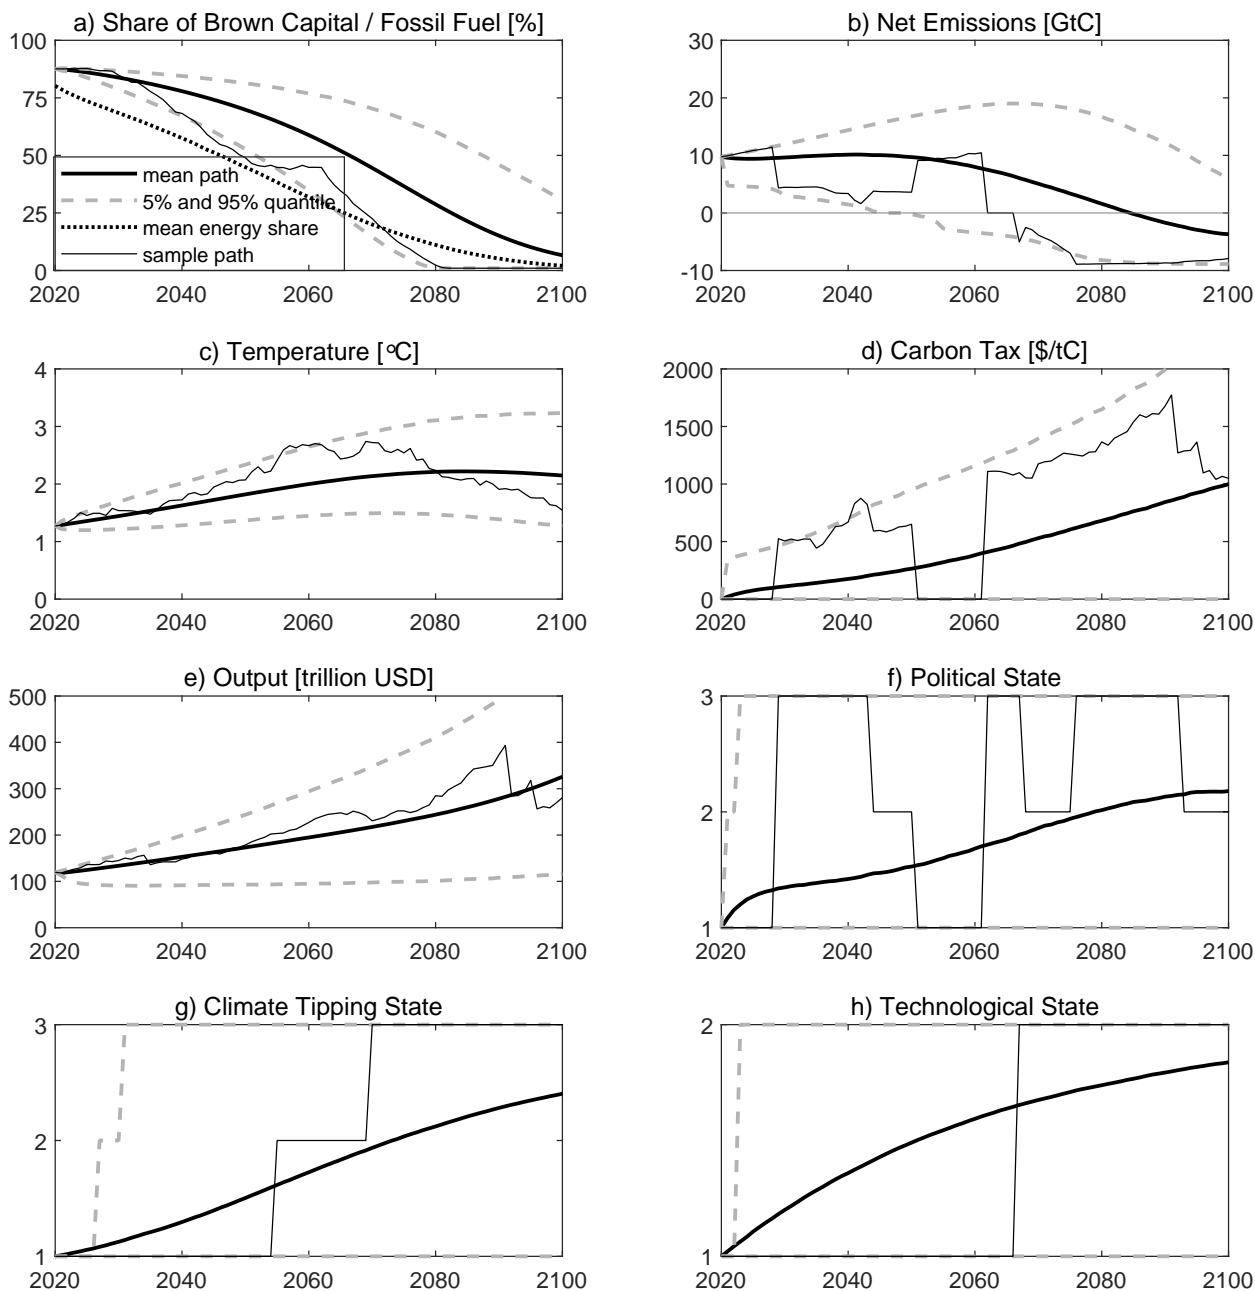 a) Share of Brown Capital / Fossil Fuel [%]
100
75
50
25
0
mean path
5% and 95% quantile
mean energy share
sample path
2020 2040 2060 2080 2100
b) Net Emissions [GtC]
30
20
10
0
-10
2020 2040 2060 2080 2100
c) Temperature [°C]
4
3
2
1
0
2020 2040 2060 2080 2100
d) Carbon Tax [$/tC]
2000
1500
1000
500
0
2020 2040 2060 2080 2100
e) Output [trillion USD]
500
400
300
200
100
0
2020 2040 2060 2080 2100
f) Political State
3
2
1
2020 2040 2060 2080 2100
g) Climate Tipping State
3
2
1
2020 2040 2060 2080 2100
h) Technological State
2
1
2020 2040 2060 2080 2100